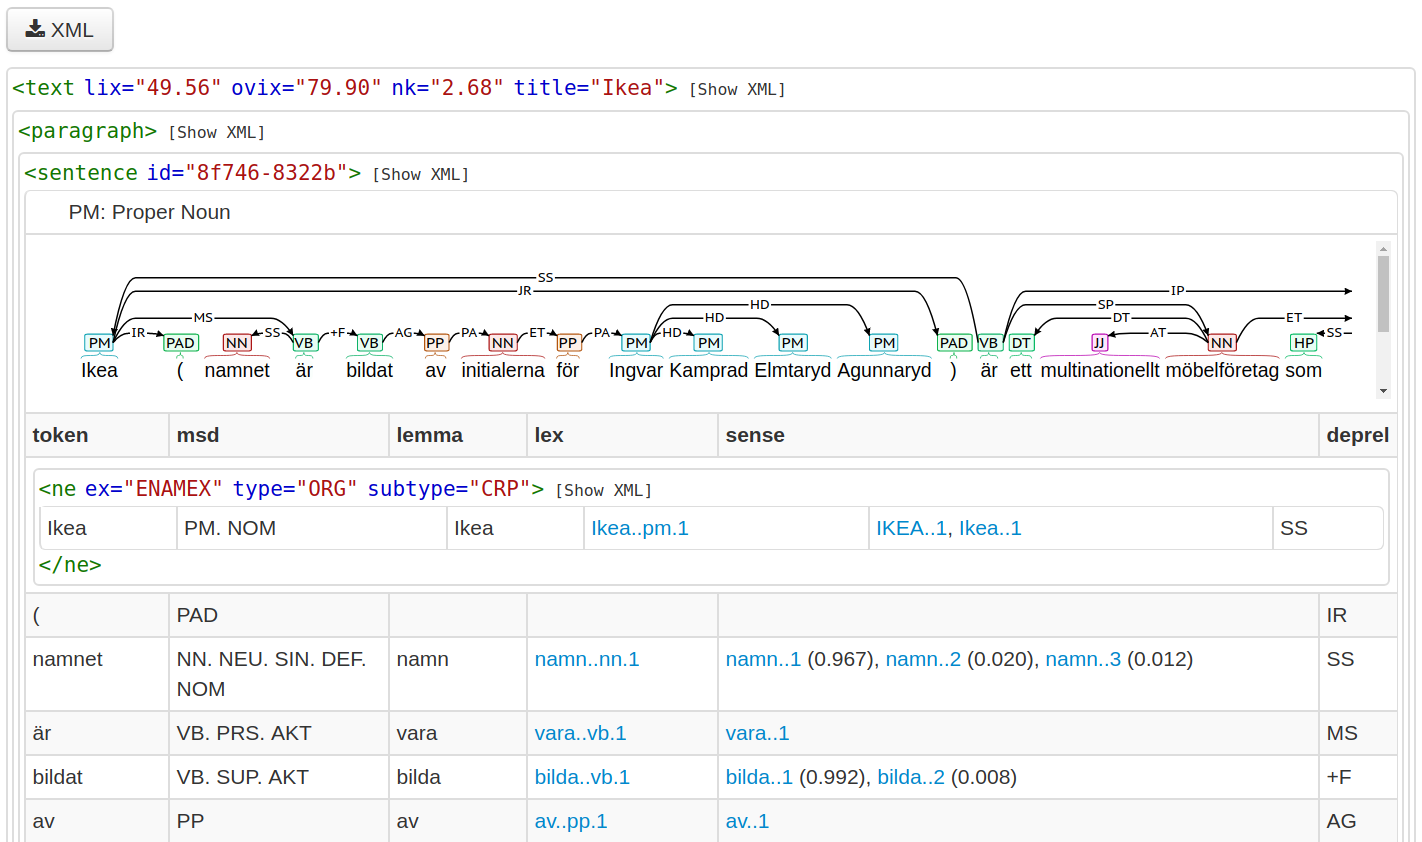 XML
<text lix="49.56" ovix="79.90" nk="2.68" title="Ikea"> [Show XML]
<paragraph> [Show XML]
<sentence id="8f746-8322b"> [Show XML]
PM: Proper Noun
SS
JR IP
HD SP
MS HD DT ET
IR SS +F AG PA ET PA HD AT SS
PM PAD NN VB VB PP NN PP PM PM PM PM PAD VB DT JJ NN HP
Ikea ( namnet är bildat av initialerna för Ingvar Kamprad Elmtaryd Agunnaryd ) är ett multinationellt möbelföretag som
token msd lemma lex sense deprel
<ne ex="ENAMEX" type="ORG" subtype="CRP"> [Show XML]
Ikea PM. NOM Ikea Ikea..pm.1 IKEA..1, Ikea..1 SS
</ne>
( PAD IR
namnet NN. NEU. SIN. DEF. namn namn..nn.1 namn..1 (0.967), namn..2 (0.020), namn..3 (0.012) SS
NOM
är VB. PRS. AKT vara vara..vb.1 vara..1 MS
bildat VB. SUP. AKT bilda bilda..vb.1 bilda..1 (0.992), bilda..2 (0.008) +F
av PP av av..pp.1 av..1 AG